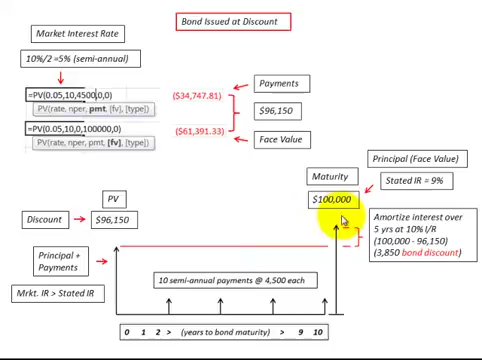 Bond Issued at Discount
Market Interest Rate
10%/2 =5% (semi-annual)
=PV(0.05,10,4500,0,0)
PV(rate, nper, pmt, [fv], [type])
=PV(0.05,10,0,100000,0)
PV(rate, nper, pmt, [fv], [type])
($34,747.81)
($61,391.33)
Payments
$96,150
Face Value
Principal (Face Value)
Maturity
Stated IR = 9%
$100,000
PV
Discount
$96,150
Amortize interest over
5 yrs at 10% I/R
(100,000 - 96,150)
(3,850 bond discount)
Principal +
Payments
Mrkt. IR > Stated IR
10 semi-annual payments @ 4,500 each
0 1 2 > (years to bond maturity) > 9 10